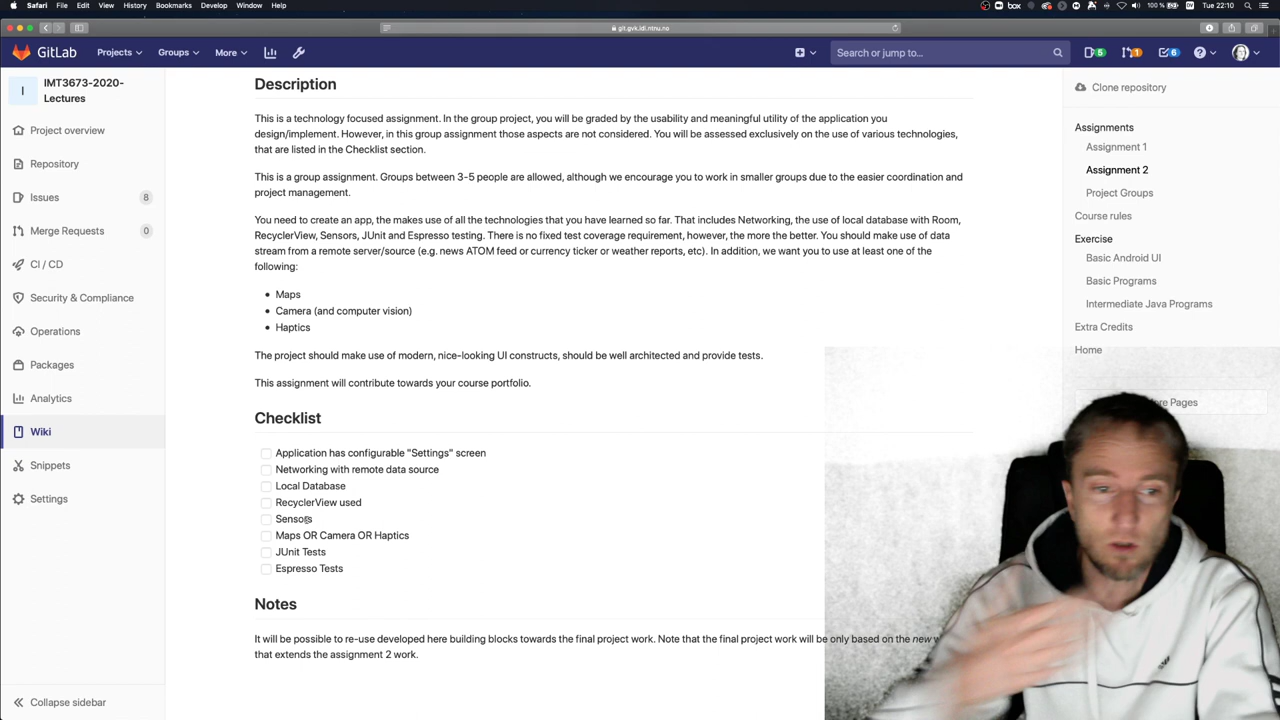 Safari File Edit View History Bookmarks Develop Window Help
box 100 % Tue 22:10
git.gvk.idi.ntnu.no
GitLab Projects Groups More Search or jump to... 5 1 6
I IMT3673-2020-
Lectures
Project overview
Repository
Issues 8
Merge Requests 0
CI / CD
Security & Compliance
Operations
Packages
Analytics
Wiki
Snippets
Settings
Collapse sidebar
Description
This is a technology focused assignment. In the group project, you will be graded by the usability and meaningful utility of the application you
design/implement. However, in this group assignment those aspects are not considered. You will be assessed exclusively on the use of various technologies,
that are listed in the Checklist section.
This is a group assignment. Groups between 3-5 people are allowed, although we encourage you to work in smaller groups due to the easier coordination and
project management.
You need to create an app, the makes use of all the technologies that you have learned so far. That includes Networking, the use of local database with Room,
RecyclerView, Sensors, JUnit and Espresso testing. There is no fixed test coverage requirement, however, the more the better. You should make use of data
stream from a remote server/source (e.g. news ATOM feed or currency ticker or weather reports, etc). In addition, we want you to use at least one of the
following:
Maps
Camera (and computer vision)
Haptics
The project should make use of modern, nice-looking UI constructs, should be well architected and provide tests.
This assignment will contribute towards your course portfolio.
Checklist
Application has configurable "Settings" screen
Networking with remote data source
Local Database
RecyclerView used
Sensors
Maps OR Camera OR Haptics
JUnit Tests
Espresso Tests
Notes
It will be possible to re-use developed here building blocks towards the final project work. Note that the final project work will be only based on the new
that extends the assignment 2 work.
Clone repository
Assignments
Assignment 1
Assignment 2
Project Groups
Course rules
Exercise
Basic Android UI
Basic Programs
Intermediate Java Programs
Extra Credits
Home
Pages